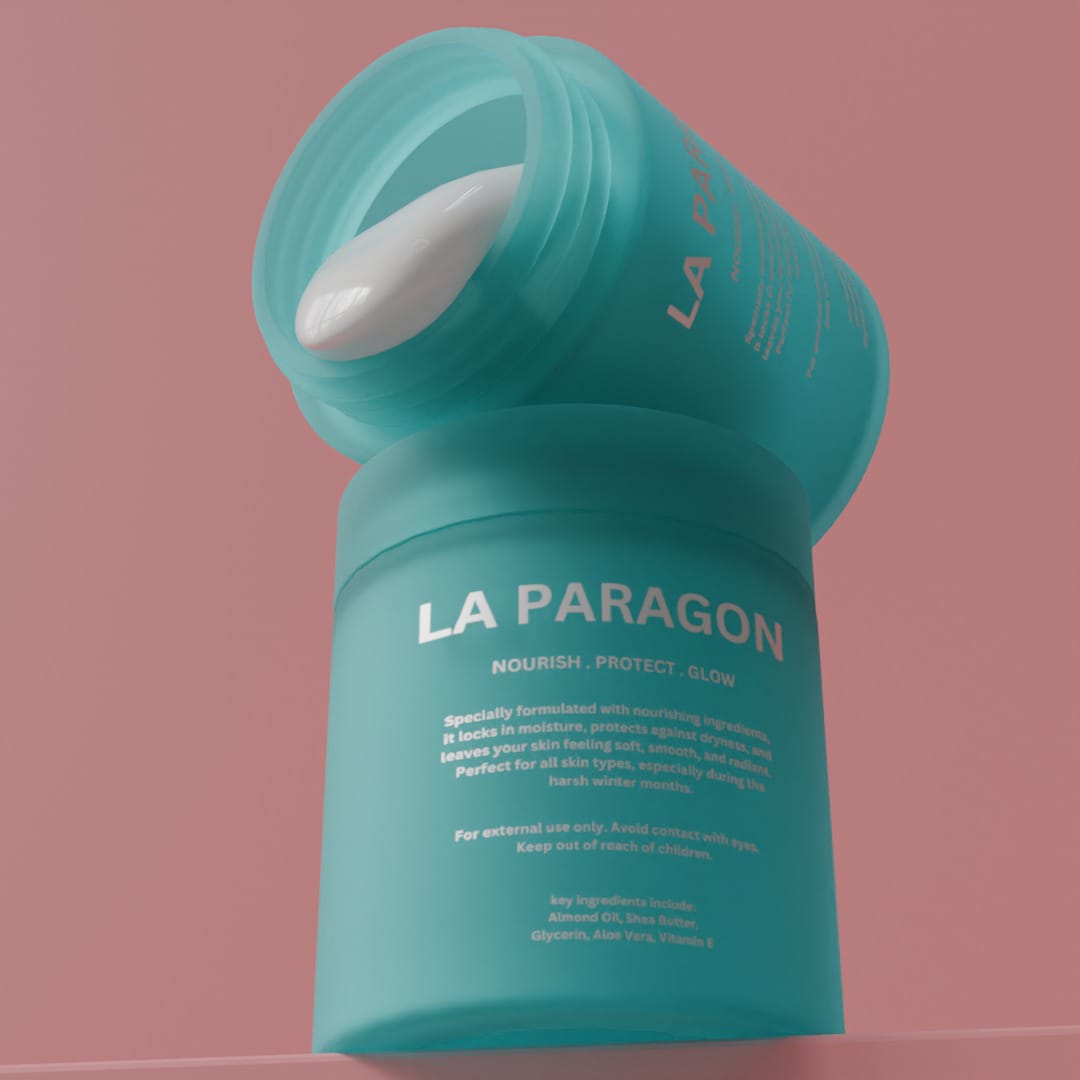 LA PARAGON
NOURISH . PROTECT . GLOW
Specially formulated with nourishing ingredients,
it locks in moisture, protects against dryness, and
leaves your skin feeling soft, smooth, and radiant.
Perfect for all skin types, especially during the
harsh winter months.
For external use only. Avoid contact with eyes.
Keep out of reach of children.
key ingredients include:
Almond Oil, Shea Butter,
Glycerin, Aloe Vera, Vitamin E
LA